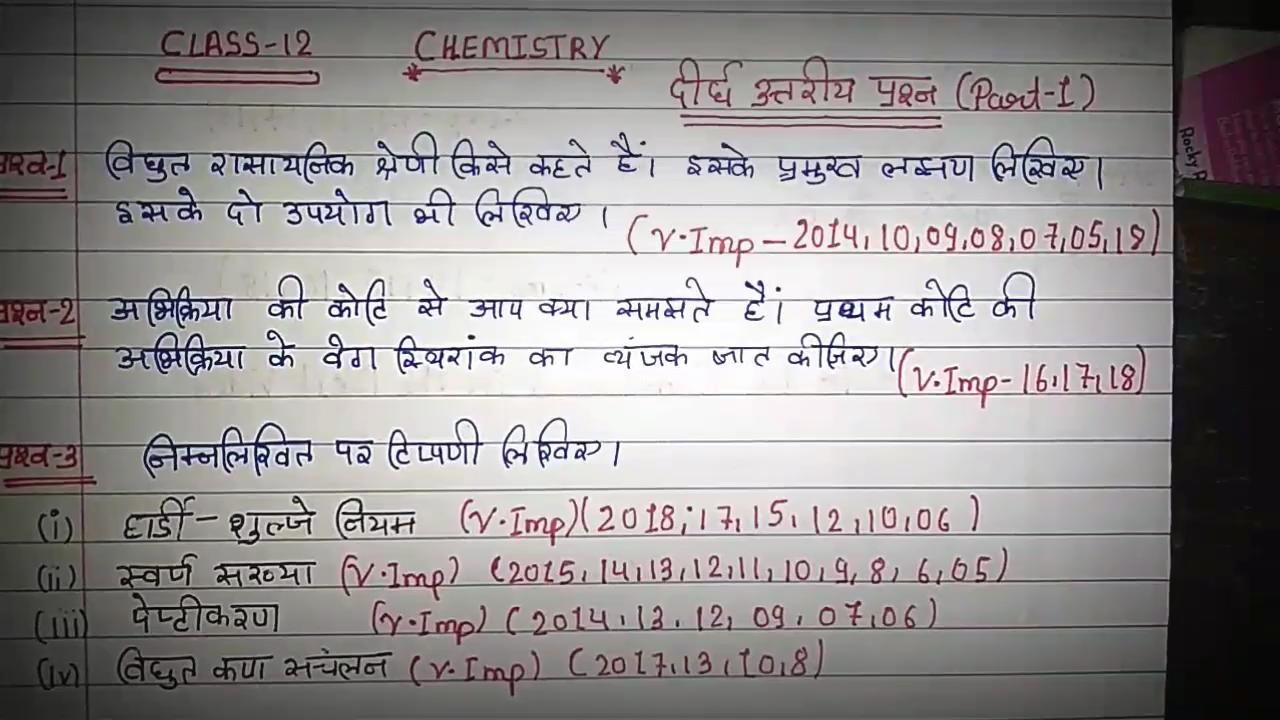 CLASS-12 CHEMISTRY
दीर्घ उत्तरीय प्रश्न (Part-1)
प्रश्न-1 विद्युत रासायनिक श्रेणी किसे कहते हैं। इसके प्रमुख लक्षण लिखिए।
इसके दो उपयोग भी लिखिए।
(V.Imp-2014,10,09,08,07,05,18)
प्रश्न-2 अभिक्रिया की कोटि से आप क्या समझते हैं। प्रथम कोटि की
अभिक्रिया के वेग स्थिरांक का व्यंजक ज्ञात कीजिए। (V.Imp-16,17,18)
प्रश्न-3 निम्नलिखित पर टिप्पणी लिखिए।
(i) हार्डी-शुल्जे नियम (V.Imp)(2018,17,15,12,10,06)
(ii) स्वर्ण सख्या (V.Imp) (2015,14,13,12,11,10,9,8,6,05)
(iii) पेप्टीकरण (V.Imp) (2014,13,12,09,07,06)
(iv) विद्युत कण सचंलन (V.Imp) (2017,13,10,8)